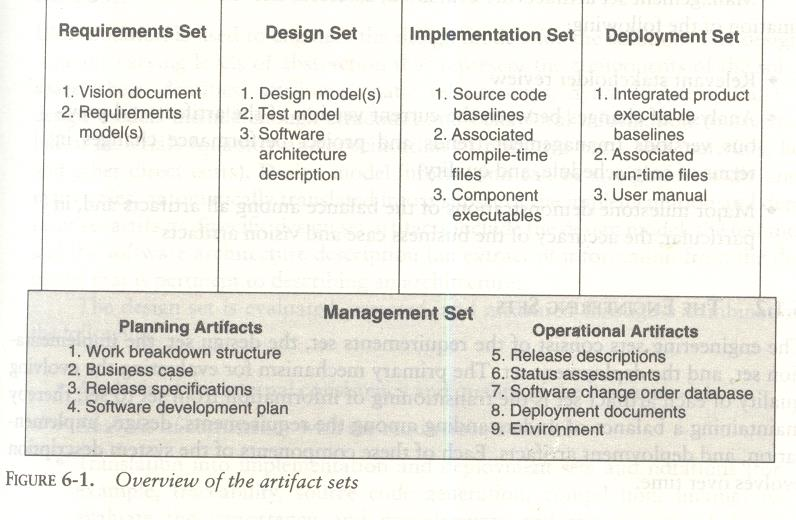 Requirements Set
1. Vision document
2. Requirements
model(s)
Design Set
1. Design model(s)
2. Test model
3. Software
architecture
description
Implementation Set
1. Source code
baselines
2. Associated
compile-time
files
3. Component
executables
Deployment Set
1. Integrated product
executable
baselines
2. Associated
runtime files
3. User manual
Management Set
Planning Artifacts
1. Work breakdown structure
2. Business case
3. Release specifications
4. Software development plan
Operational Artifacts
5. Release descriptions
6. Status assessments
7. Software change order database
8. Deployment documents
9. Environment
FIGURE 6-1. Overview of the artifact sets